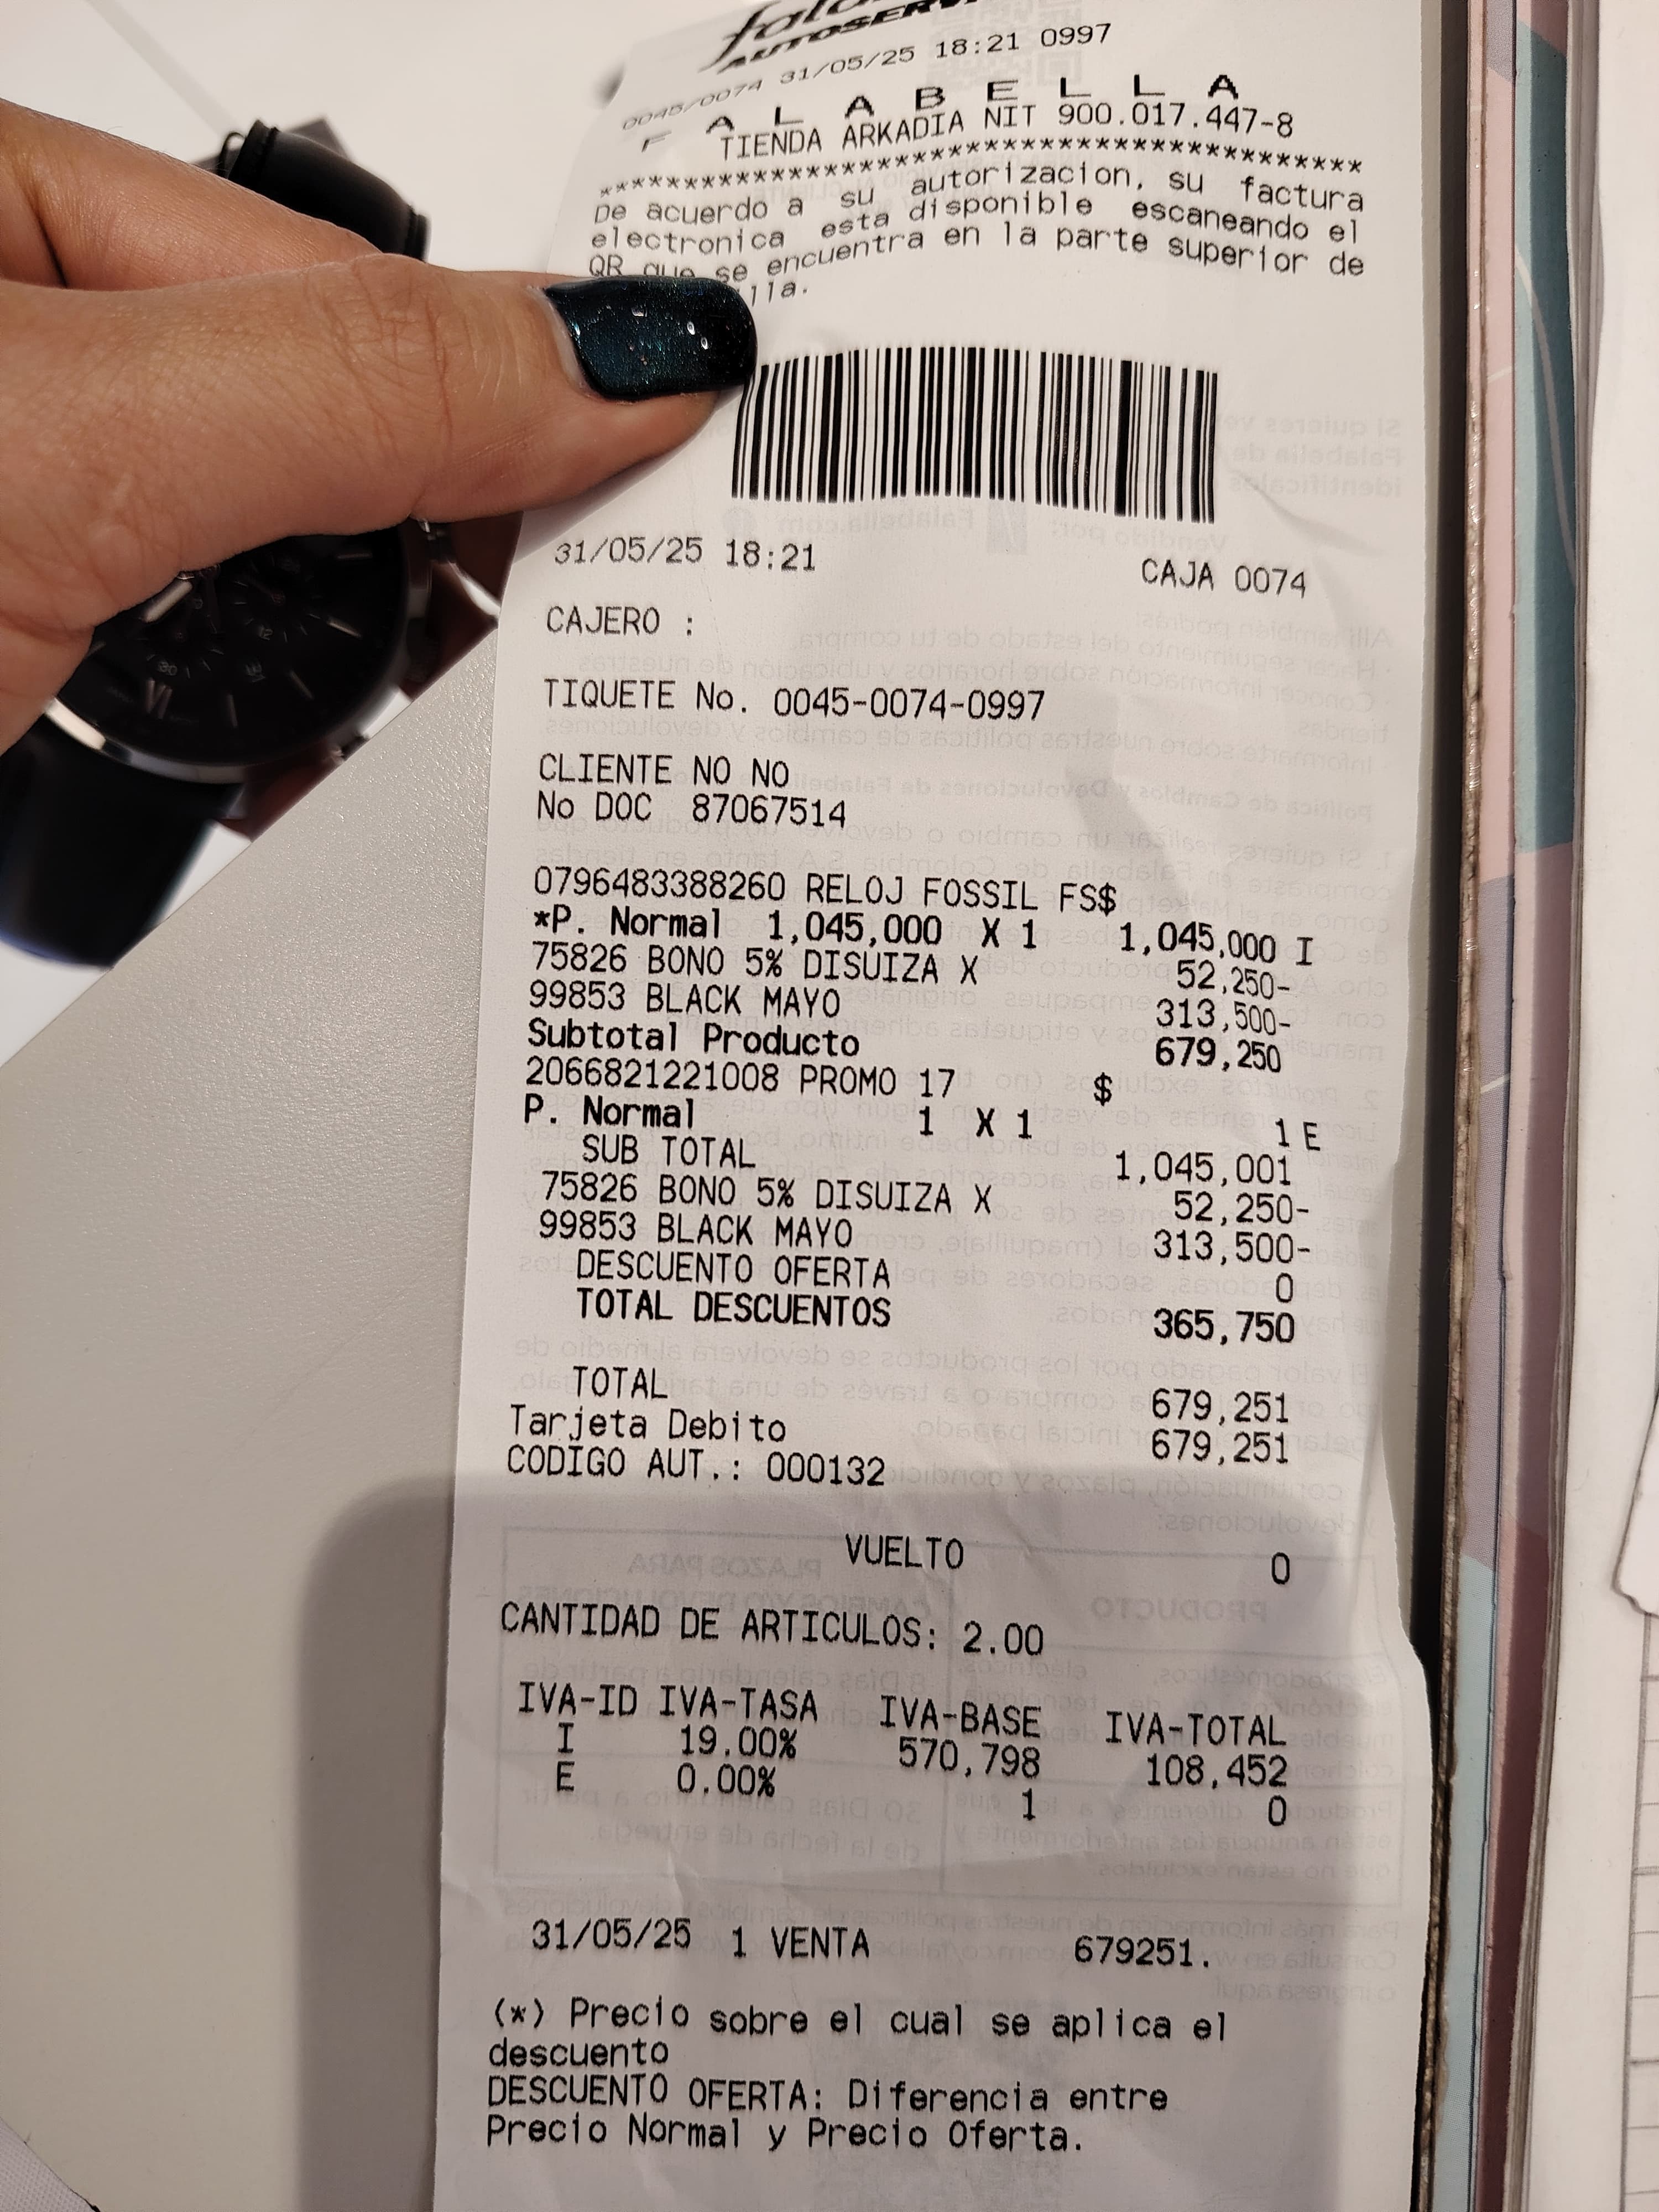 AUTOSERV
0045/0074 31/05/25 18:21 0997
F A L A B E L L A
TIENDA ARKADIA NIT 900.017.447-8
**********************************************
De acuerdo a su autorizacion, su factura
electronica esta disponible escaneando el
QR que se encuentra en la parte superior de
31/05/25 18:21 CAJA 0074
CAJERO :
TIQUETE No. 0045-0074-0997
CLIENTE NO NO
No DOC 87067514
0796483388260 RELOJ FOSSIL FS$
*P. Normal 1,045,000 X 1 1,045,000 I
75826 BONO 5% DISUIZA X 52,250-
99853 BLACK MAYO 313,500-
Subtotal Producto 679,250
2066821221008 PROMO 17 $
P. Normal 1 X 1 1 E
SUB TOTAL 1,045,001
75826 BONO 5% DISUIZA X 52,250-
99853 BLACK MAYO 313,500-
DESCUENTO OFERTA 0
TOTAL DESCUENTOS 365,750
TOTAL 679,251
Tarjeta Debito 679,251
CODIGO AUT.: 000132
VUELTO 0
CANTIDAD DE ARTICULOS: 2.00
IVA-ID IVA-TASA IVA-BASE IVA-TOTAL
I 19.00% 570,798 108,452
E 0.00% 1 0
31/05/25 1 VENTA 679251.
(*) Precio sobre el cual se aplica el
descuento
DESCUENTO OFERTA: Diferencia entre
Precio Normal y Precio Oferta.